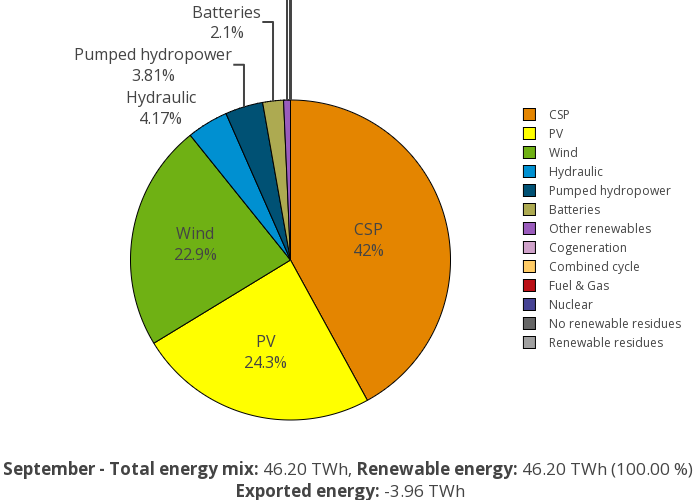 Batteries
2.1%
Pumped hydropower
3.81%
Hydraulic
4.17%
CSP
42%
Wind
22.9%
PV
24.3%
CSP
PV
Wind
Hydraulic
Pumped hydropower
Batteries
Other renewables
Cogeneration
Combined cycle
Fuel & Gas
Nuclear
No renewable residues
Renewable residues
September - Total energy mix: 46.20 TWh, Renewable energy: 46.20 TWh (100.00 %)
Exported energy: -3.96 TWh